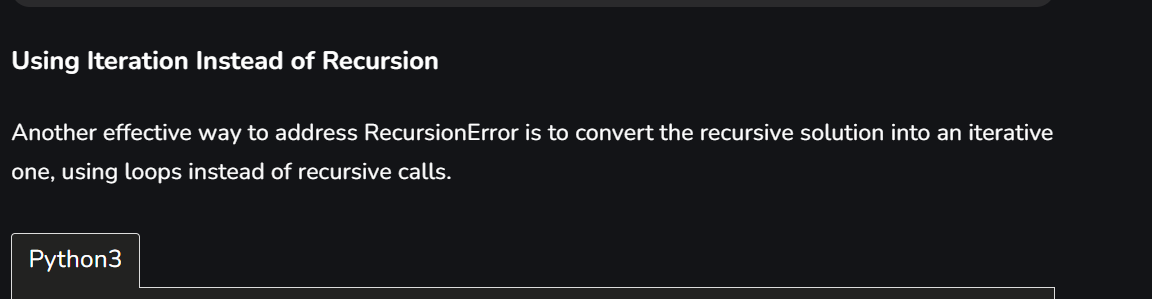 Using Iteration Instead of Recursion
Another effective way to address RecursionError is to convert the recursive solution into an iterative
one, using loops instead of recursive calls.
Python3